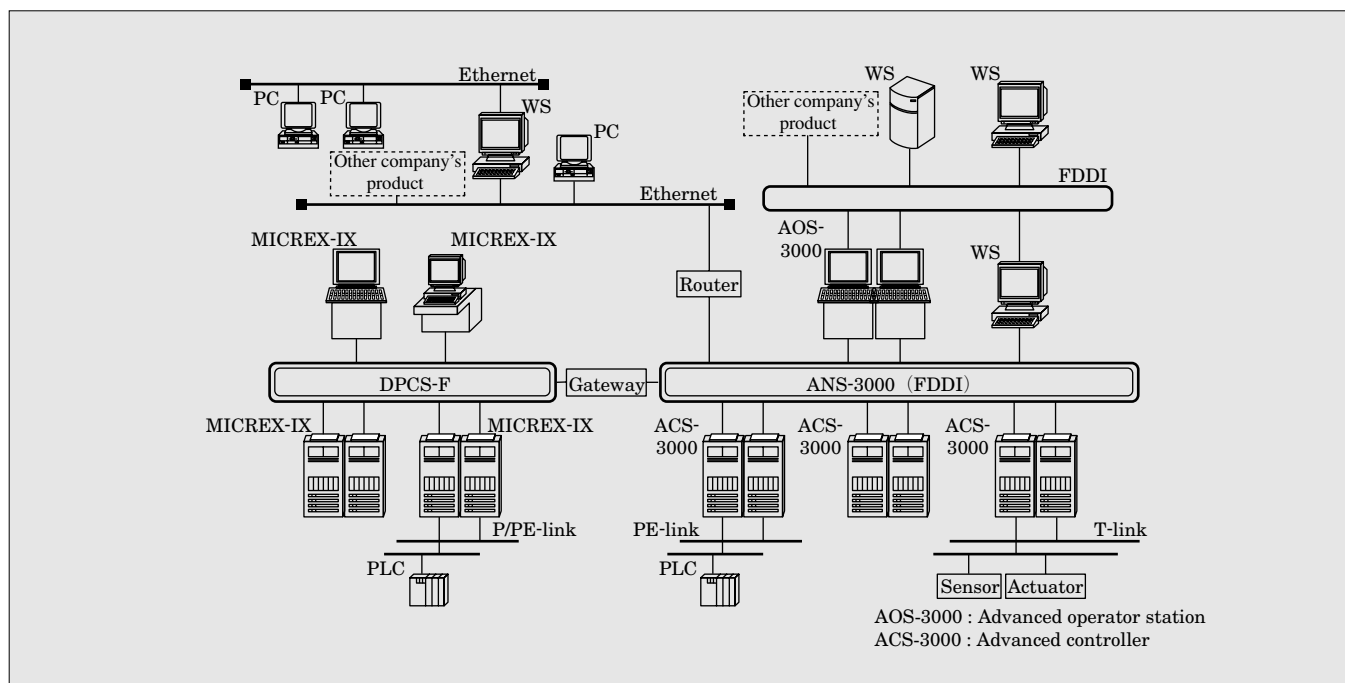 Ethernet
PC
PC
WS
PC
Other company's
product
Ethernet
WS
WS
Other company's
product
FDDI
MICREX-IX
MICREX-IX
Router
AOS-
3000
WS
DPCS-F
Gateway
ANS-3000 (FDDI)
MICREX-IX
MICREX-IX
ACS-
3000
ACS-
3000
ACS-
3000
P/PE-link
PE-link
T-link
PLC
PLC
Sensor
Actuator
AOS-3000 : Advanced operator station
ACS-3000 : Advanced controller